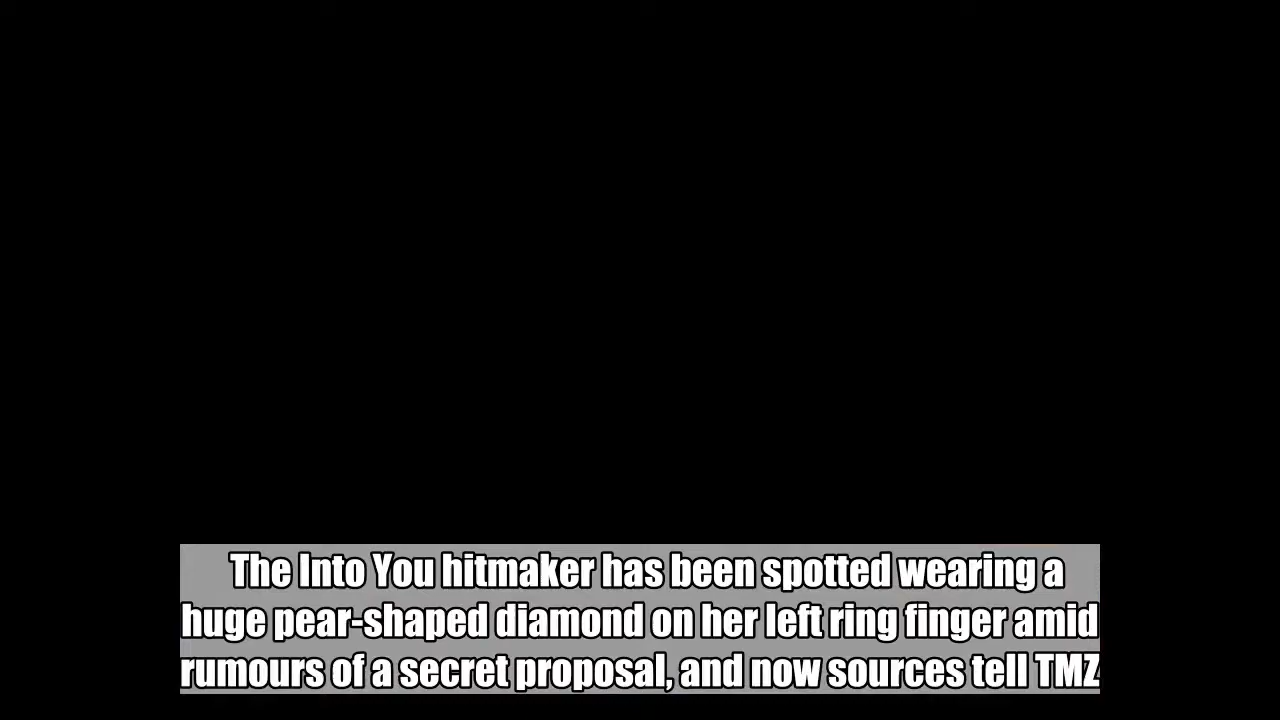 The Into You hitmaker has been spotted wearing a
huge pear-shaped diamond on her left ring finger amid
rumours of a secret proposal, and now sources tell TMZ